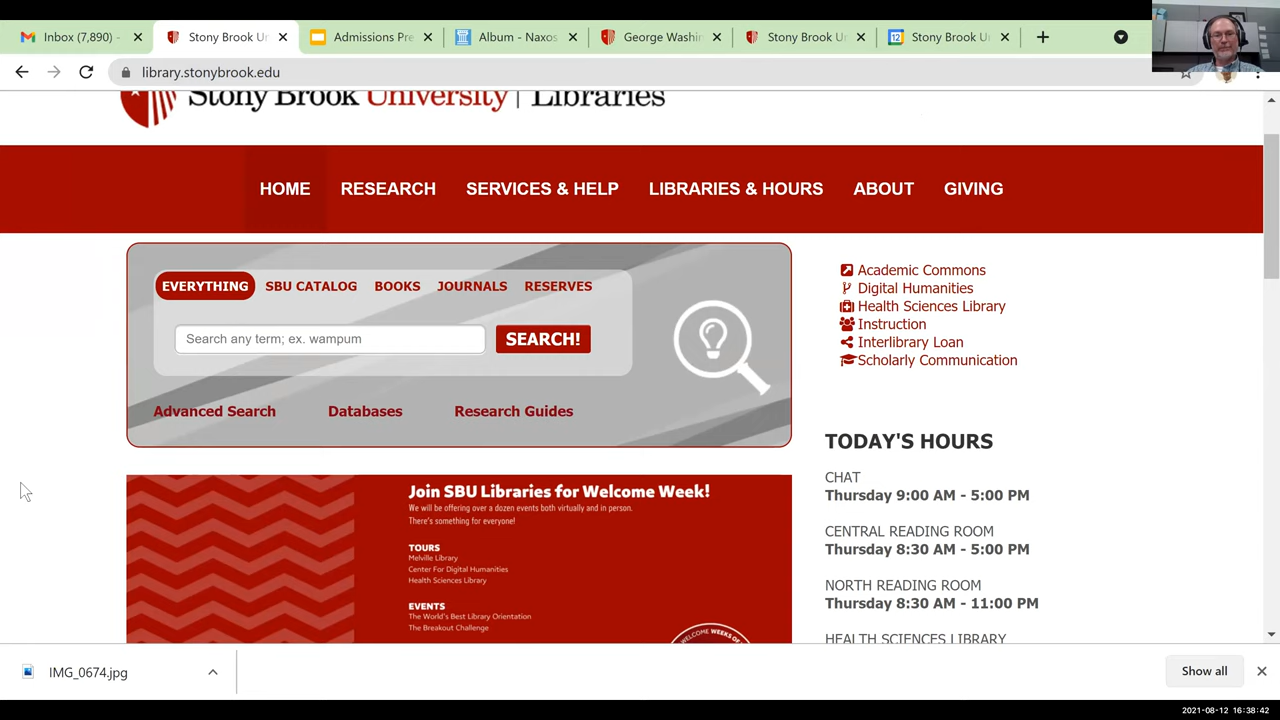 Inbox (7,890) -
Stony Brook Ur
Admissions Pre
Album - Naxos
George Washin
Stony Brook Un
Stony Brook Un
library.stonybrook.edu
Stony Brook University | Libraries
HOME
RESEARCH
SERVICES & HELP
LIBRARIES & HOURS
ABOUT
GIVING
EVERYTHING
SBU CATALOG
BOOKS
JOURNALS
RESERVES
Search any term; ex. wampum
SEARCH!
Advanced Search
Databases
Research Guides
Academic Commons
Digital Humanities
Health Sciences Library
Instruction
Interlibrary Loan
Scholarly Communication
TODAY'S HOURS
CHAT
Thursday 9:00 AM - 5:00 PM
CENTRAL READING ROOM
Thursday 8:30 AM - 5:00 PM
NORTH READING ROOM
Thursday 8:30 AM - 11:00 PM
HEALTH SCIENCES LIBRARY
Join SBU Libraries for Welcome Week!
We will be offering over a dozen events both virtually and in person.
There's something for everyone!
TOURS
Melville Library
Center For Digital Humanities
Health Sciences Library
EVENTS
The World's Best Library Orientation
The Breakout Challenge
WELCOME WEEKS OF
IMG_0674.jpg
Show all
2021-08-12 16:38:42